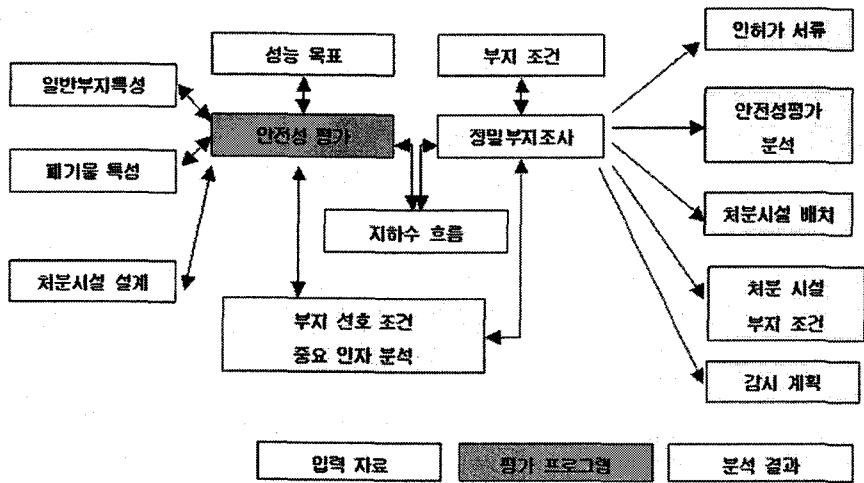 성능 목표
부지 조건
인허가 서류
일반부지특성
안전성 평가
정밀부지조사
안전성평가
분석
폐기물 특성
지하수 흐름
처분시설 배치
처분시설 설계
부지 선호 조건
중요 인자 분석
처분 시설
부지 조건
감시 계획
입력 자료
평가 프로그램
분석 결과